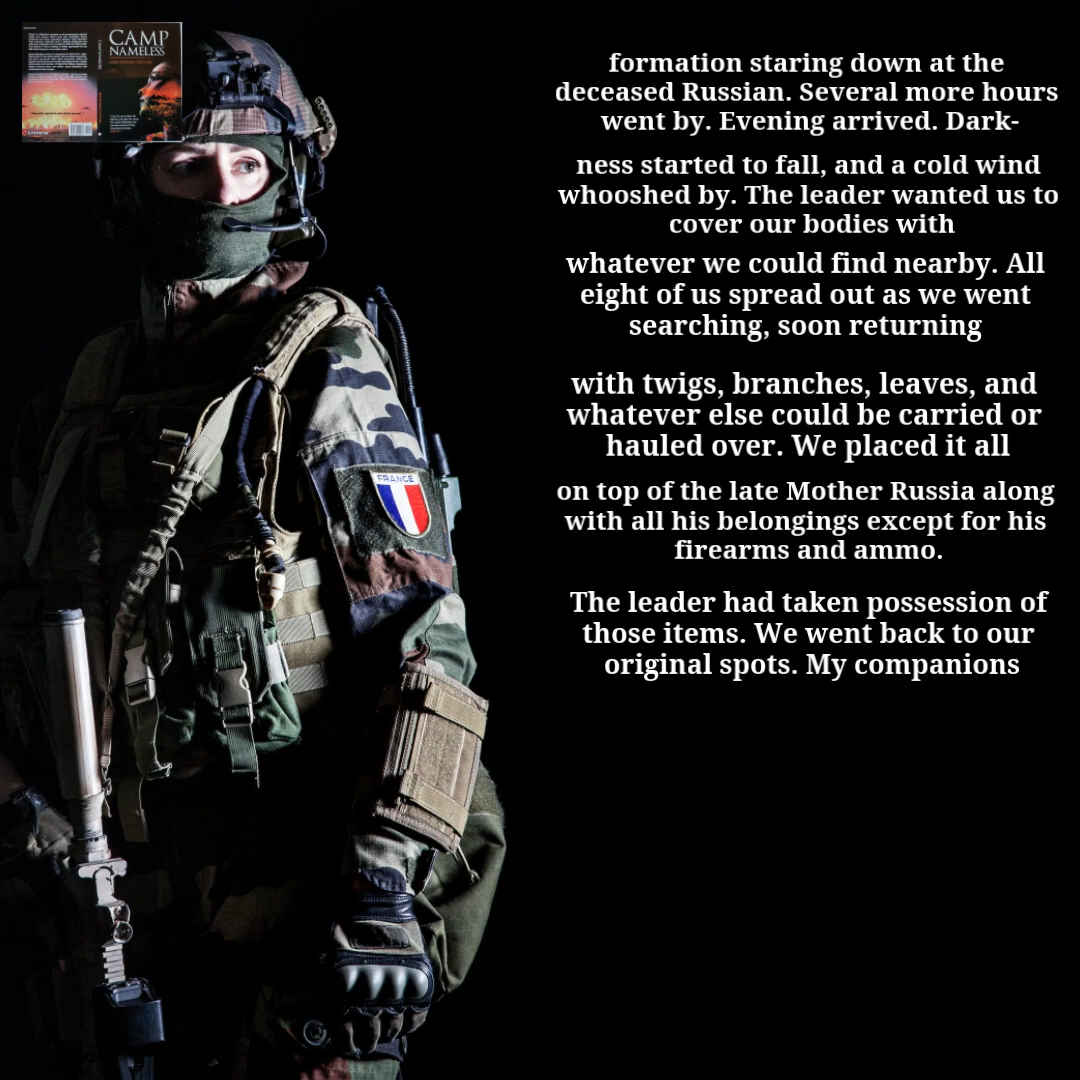 CAMP
NAMELESS
formation staring down at the
deceased Russian. Several more hours
went by. Evening arrived. Dark-
ness started to fall, and a cold wind
whooshed by. The leader wanted us to
cover our bodies with
whatever we could find nearby. All
eight of us spread out as we went
searching, soon returning
with twigs, branches, leaves, and
whatever else could be carried or
hauled over. We placed it all
on top of the late Mother Russia along
with all his belongings except for his
firearms and ammo.
The leader had taken possession of
those items. We went back to our
original spots. My companions
FRANCE